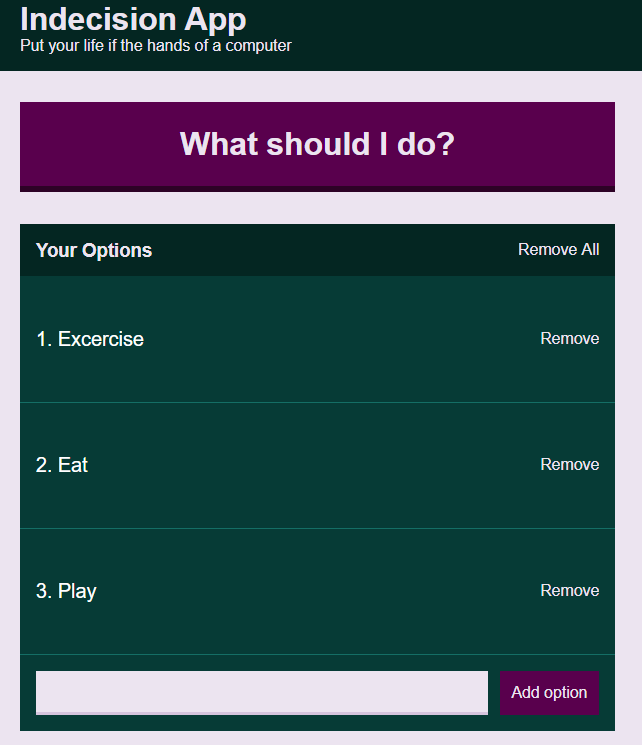 Indecision App
Put your life if the hands of a computer
What should I do?
Your Options Remove All
1. Excercise Remove
2. Eat Remove
3. Play Remove
Add option